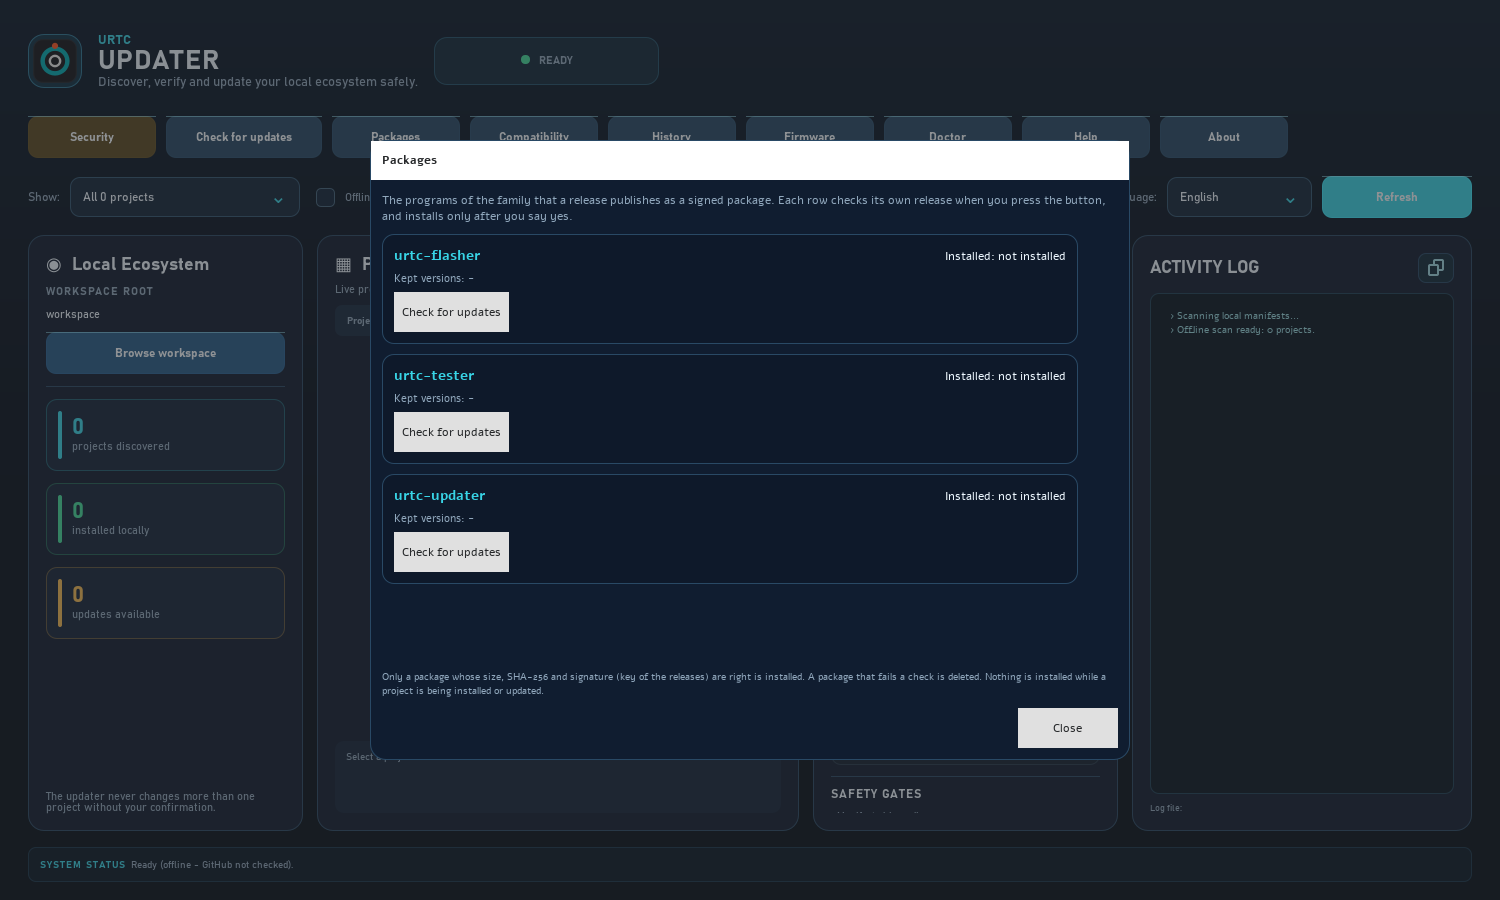 URTC
UPDATER
Discover, verify and update your local ecosystem safely.
READY
Security
Check for updates
Packages
Compatibility
History
Firmware
Doctor
Help
About
Show:
All 0 projects
English
Refresh
Local Ecosystem
WORKSPACE ROOT
workspace
Browse workspace
0
projects discovered
0
installed locally
0
updates available
The updater never changes more than one
project without your confirmation.
Packages
The programs of the family that a release publishes as a signed package. Each row checks its own release when you press the button,
and installs only after you say yes.
urtc-flasher
Installed: not installed
Kept versions: -
Check for updates
urtc-tester
Installed: not installed
Kept versions: -
Check for updates
urtc-updater
Installed: not installed
Kept versions: -
Check for updates
Only a package whose size, SHA-256 and signature (key of the releases) are right is installed. A package that fails a check is deleted. Nothing is installed while a
project is being installed or updated.
Close
Select
SAFETY GATES
ACTIVITY LOG
› Scanning local manifests...
› Offline scan ready: 0 projects.
Log file:
SYSTEM STATUS Ready (offline - GitHub not checked).